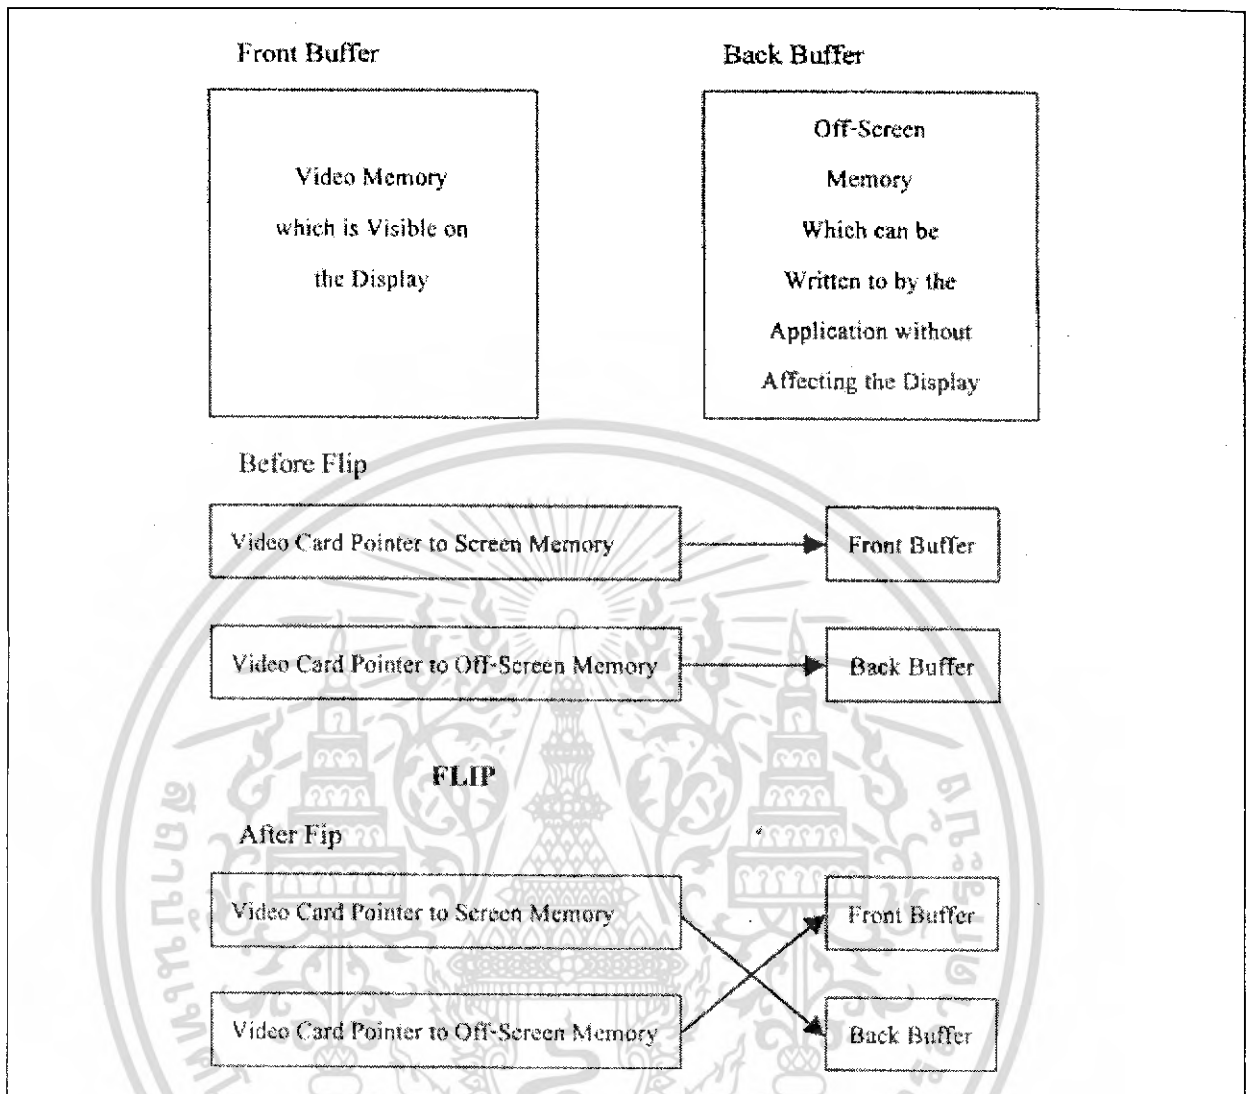 Front Buffer
Back Buffer
Video Memory
which is Visible on
the Display
Off-Screen
Memory
Which can be
Written to by the
Application without
Affecting the Display
Before Flip
Video Card Pointer to Screen Memory
Front Buffer
Video Card Pointer to Off-Screen Memory
Back Buffer
FLIP
After Fip
Video Card Pointer to Screen Memory
Front Buffer
Video Card Pointer to Off-Screen Memory
Back Buffer